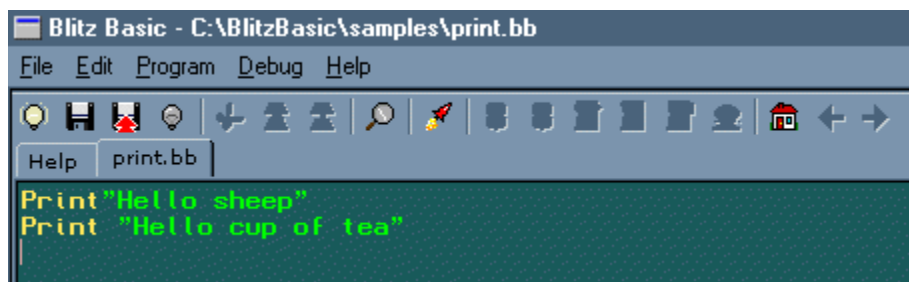 Blitz Basic - C:\BlitzBasic\samples\print.bb
File Edit Program Debug Help
Help print.bb
Print"Hello sheep"
Print "Hello cup of tea"